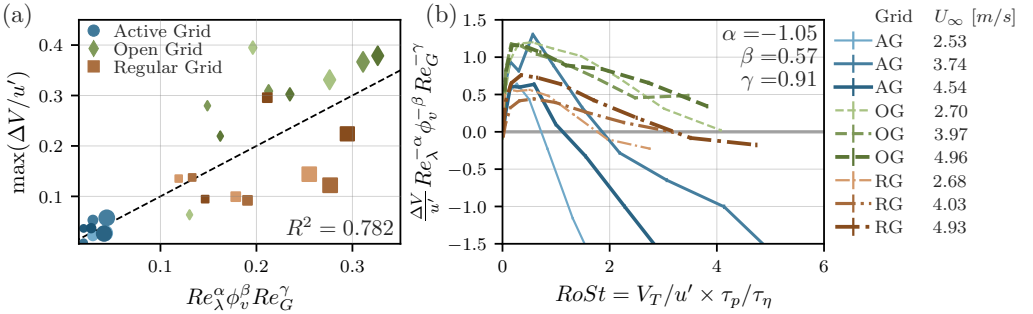 (a)
Active Grid
Open Grid
Regular Grid
max(ΔV/u′)
0.4
0.3
0.2
0.1
R² = 0.782
0.1 0.2 0.3
Re_λ^α ϕ_v^β Re_G^γ
(b)
α = −1.05
β = 0.57
γ = 0.91
ΔV/u′ Re_λ^−α ϕ_v^−β Re_G^−γ
1.5
1.0
0.5
0.0
−0.5
−1.0
−1.5
0 2 4 6
RoSt = V_T/u′ × τ_p/τ_η
Grid U_∞ [m/s]
AG 2.53
AG 3.74
AG 4.54
OG 2.70
OG 3.97
OG 4.96
RG 2.68
RG 4.03
RG 4.93